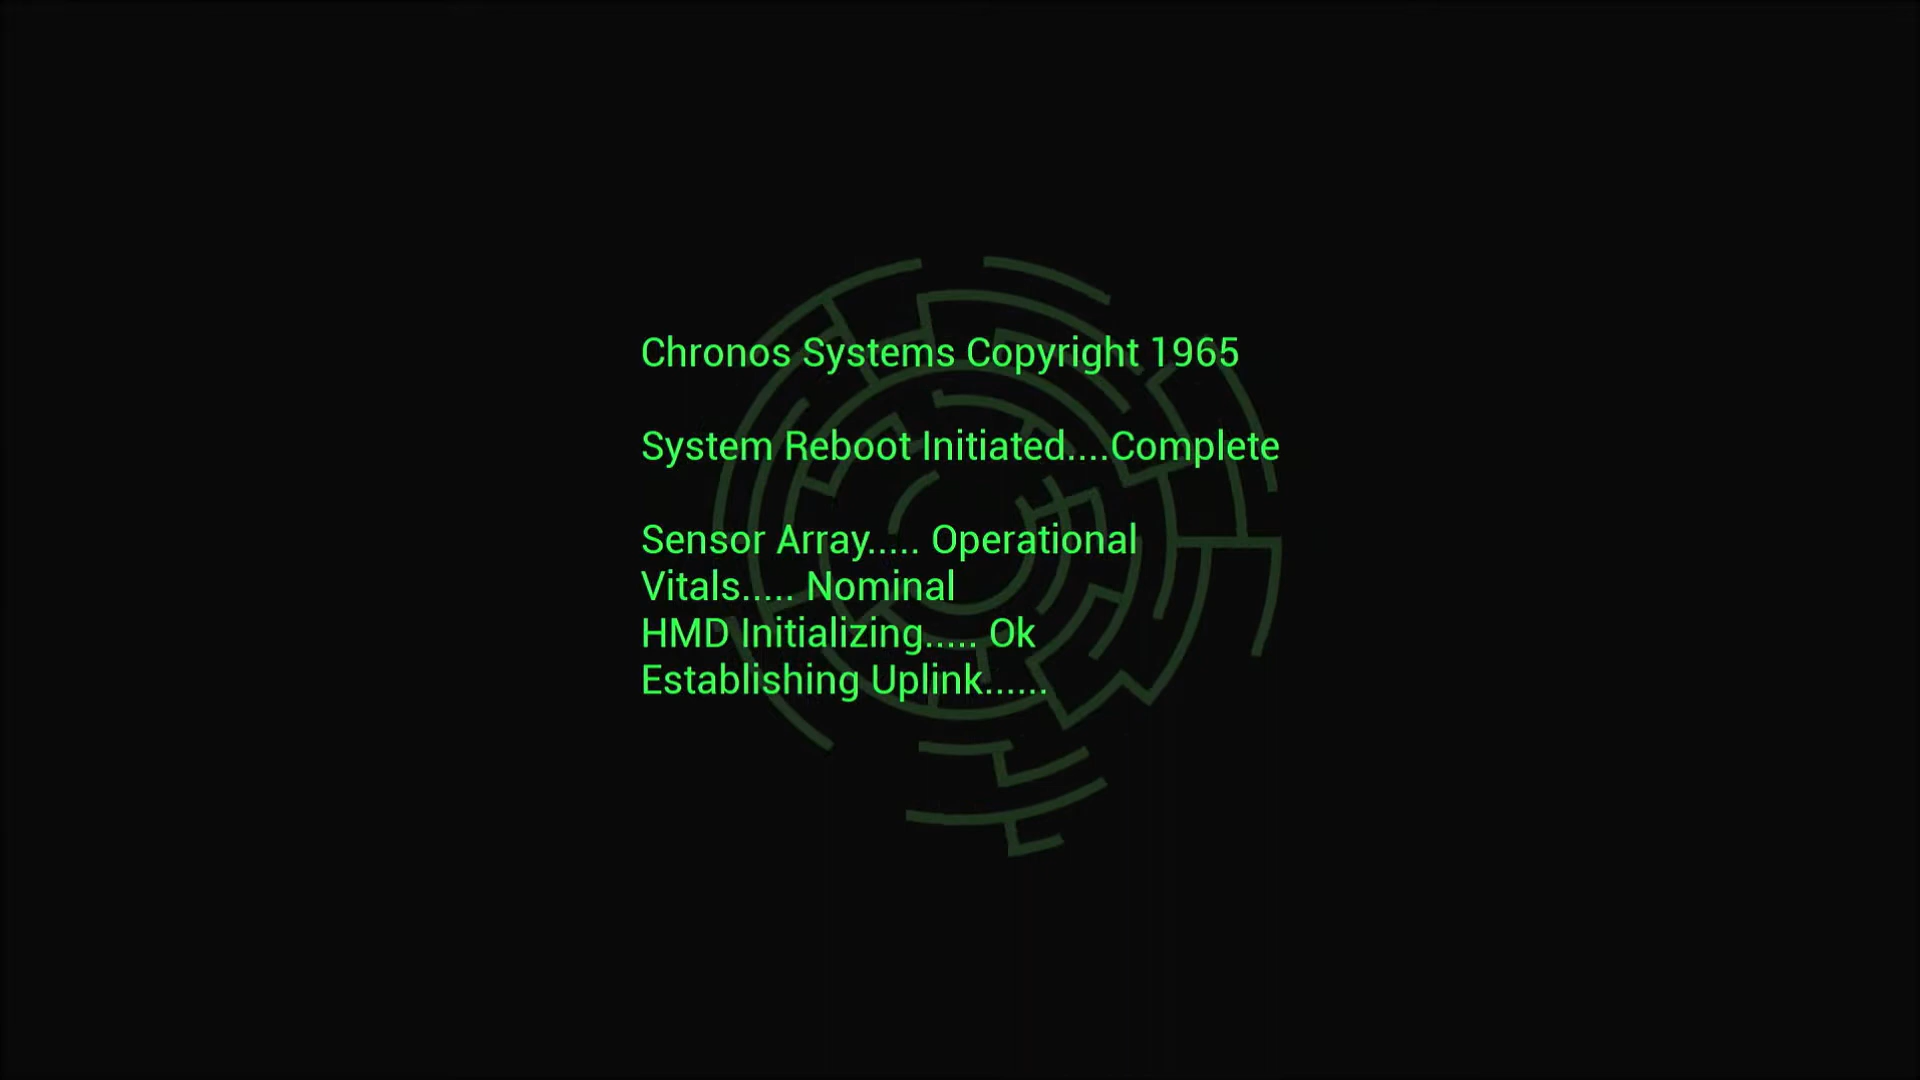 Chronos Systems Copyright 1965
System Reboot Initiated....Complete
Sensor Array..... Operational
Vitals..... Nominal
HMD Initializing..... Ok
Establishing Uplink......